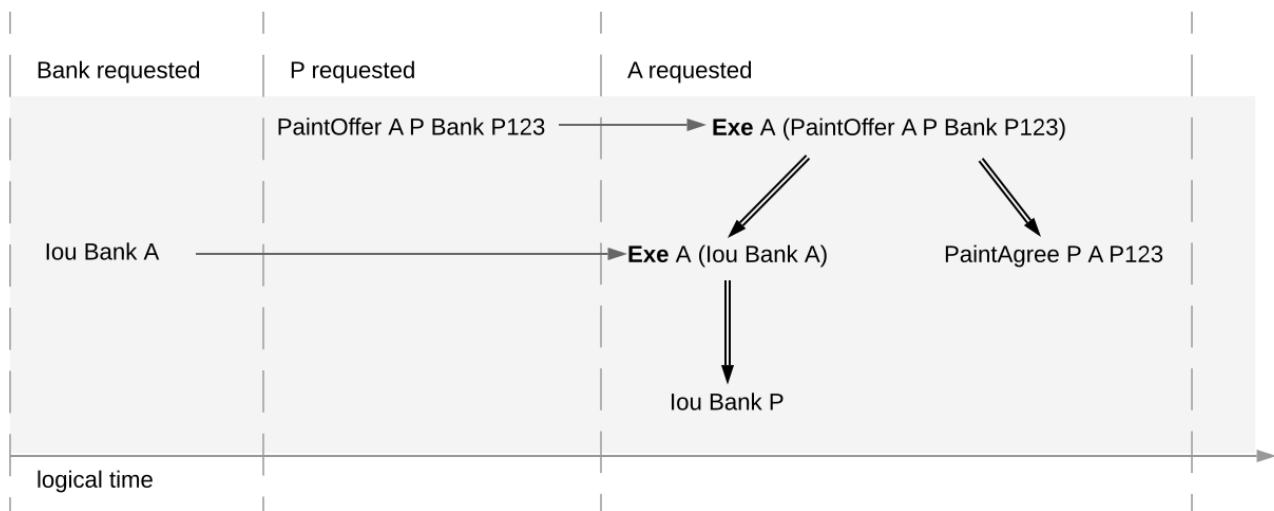 Bank requested
P requested
A requested
PaintOffer A P Bank P123
Exe A (PaintOffer A P Bank P123)
Iou Bank A
Exe A (Iou Bank A)
PaintAgree P A P123
Iou Bank P
logical time